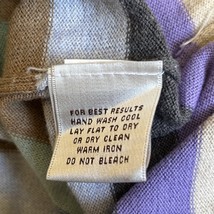 FOR BEST RESULTS
HAND WASH COOL
LAY FLAT TO DRY
OR DRY CLEAN
WARM IRON
DO NOT BLEACH